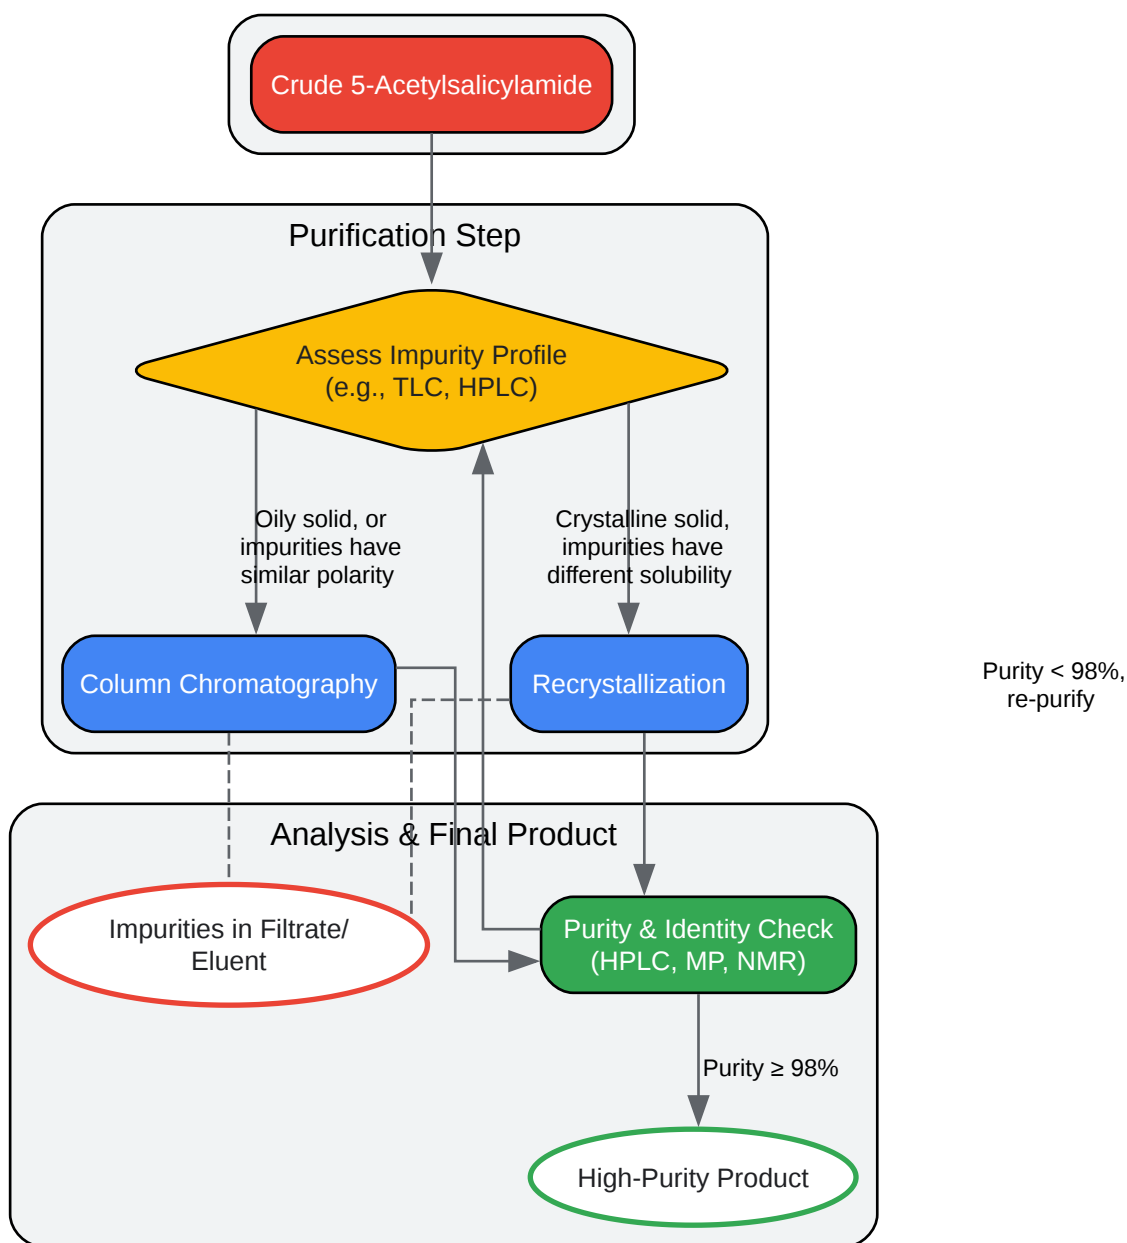 Crude 5-Acetylsalicylamide
Purification Step
Assess Impurity Profile
(e.g., TLC, HPLC)
Oily solid, or
impurities have
similar polarity
Crystalline solid,
impurities have
different solubility
Column Chromatography
Recrystallization
Purity < 98%,
re-purify
Analysis & Final Product
Impurities in Filtrate/
Eluent
Purity & Identity Check
(HPLC, MP, NMR)
Purity ≥ 98%
High-Purity Product